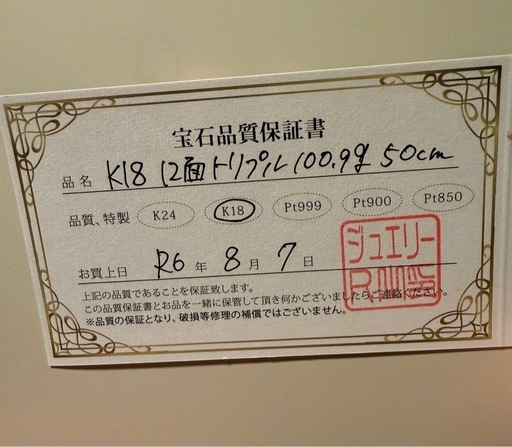 宝石品質保証書
品名 K18 12面トリプル 100.9g 50cm
品質、特製 K24 K18 Pt999 Pt900 Pt850
お買上日 R6年 8月 7日
ジュエリー
上記の品質であることを保証致します。
この品質保証書とお品を一緒に保管して頂き何かございましたらご連絡ください。
※品質の保証となり、破損等修理の補償ではございません。